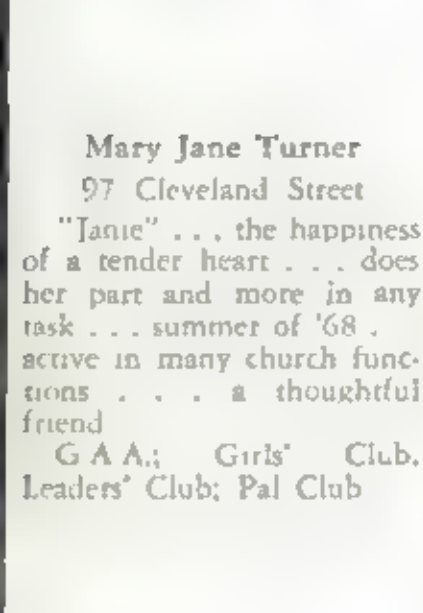 Mary Jane Turner
97 Cleveland Street
"Janie" . . . the happiness
of a tender heart . . . does
her part and more in any
task . . . summer of '68 .
active in many church func-
tions . . . a thoughtful
friend
G A A.; Girls' Club,
Leaders' Club; Pal Club